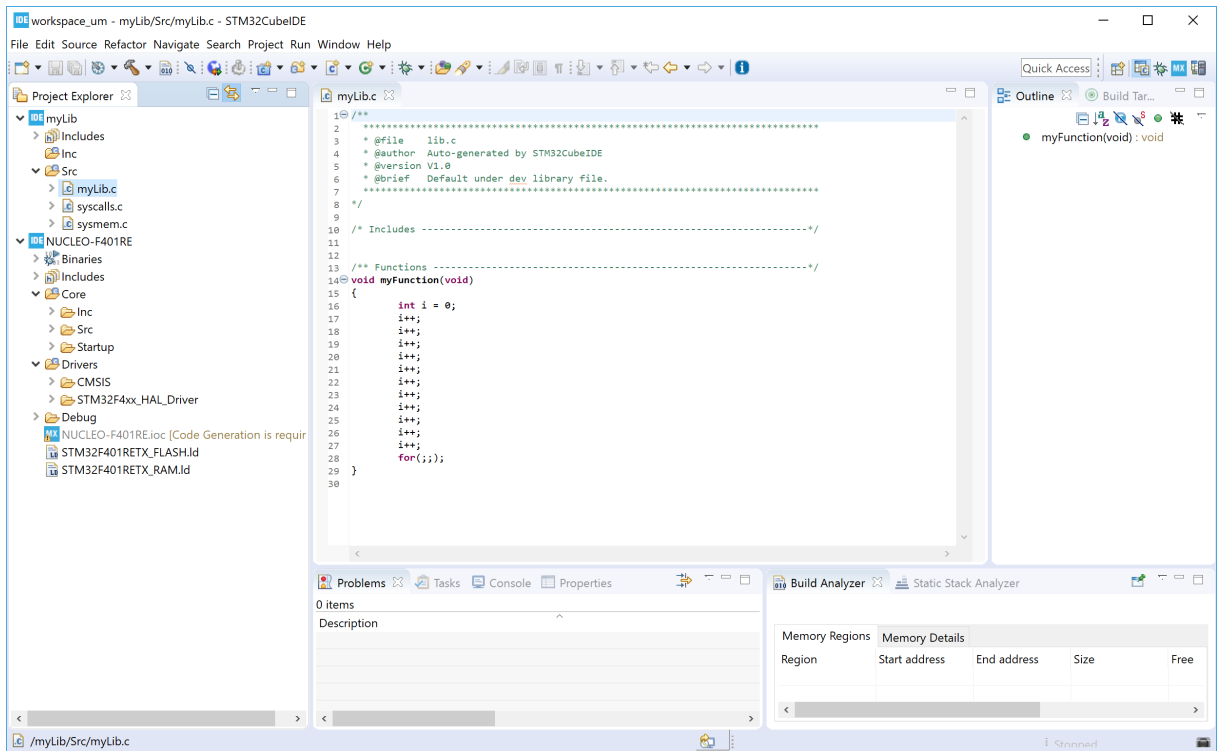 IDE workspace_um - myLib/Src/myLib.c - STM32CubeIDE
File Edit Source Refactor Navigate Search Project Run Window Help
Quick Access
Project Explorer
IDE myLib
Includes
Inc
Src
myLib.c
syscalls.c
sysmem.c
IDE NUCLEO-F401RE
Binaries
Includes
Core
Inc
Src
Startup
Drivers
CMSIS
STM32F4xx_HAL_Driver
Debug
MX NUCLEO-F401RE.ioc [Code Generation is requir
STM32F401RETX_FLASH.ld
STM32F401RETX_RAM.ld
myLib.c
1 /**
2 ******************************************************************************
3 * @file lib.c
4 * @author Auto-generated by STM32CubeIDE
5 * @version V1.0
6 * @brief Default under dev library file.
7 ******************************************************************************
8 */
9
10 /* Includes ------------------------------------------------------------------*/
11
12
13 /** Functions ----------------------------------------------------------------*/
14 void myFunction(void)
15 {
16 int i = 0;
17 i++;
18 i++;
19 i++;
20 i++;
21 i++;
22 i++;
23 i++;
24 i++;
25 i++;
26 i++;
27 i++;
28 for(;;);
29 }
30
Outline
Build Tar...
myFunction(void) : void
Problems Tasks Console Properties
0 items
Description
Build Analyzer Static Stack Analyzer
Memory Regions Memory Details
Region Start address End address Size Free
/myLib/Src/myLib.c
Stopped